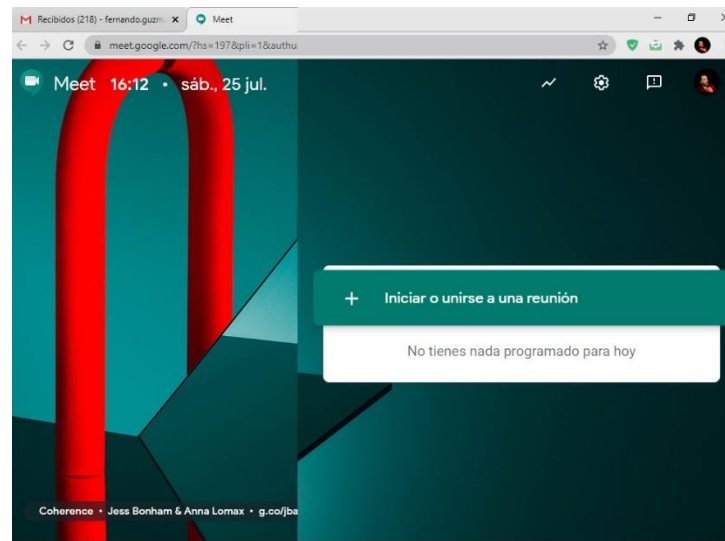 Recibidos (218) - fernando.guzm
Meet
meet.google.com/?hs=197&pli=1&authu
Meet 16:12 • sáb., 25 jul.
+ Iniciar o unirse a una reunión
No tienes nada programado para hoy
Coherence • Jess Bonham & Anna Lomax • g.co/jba